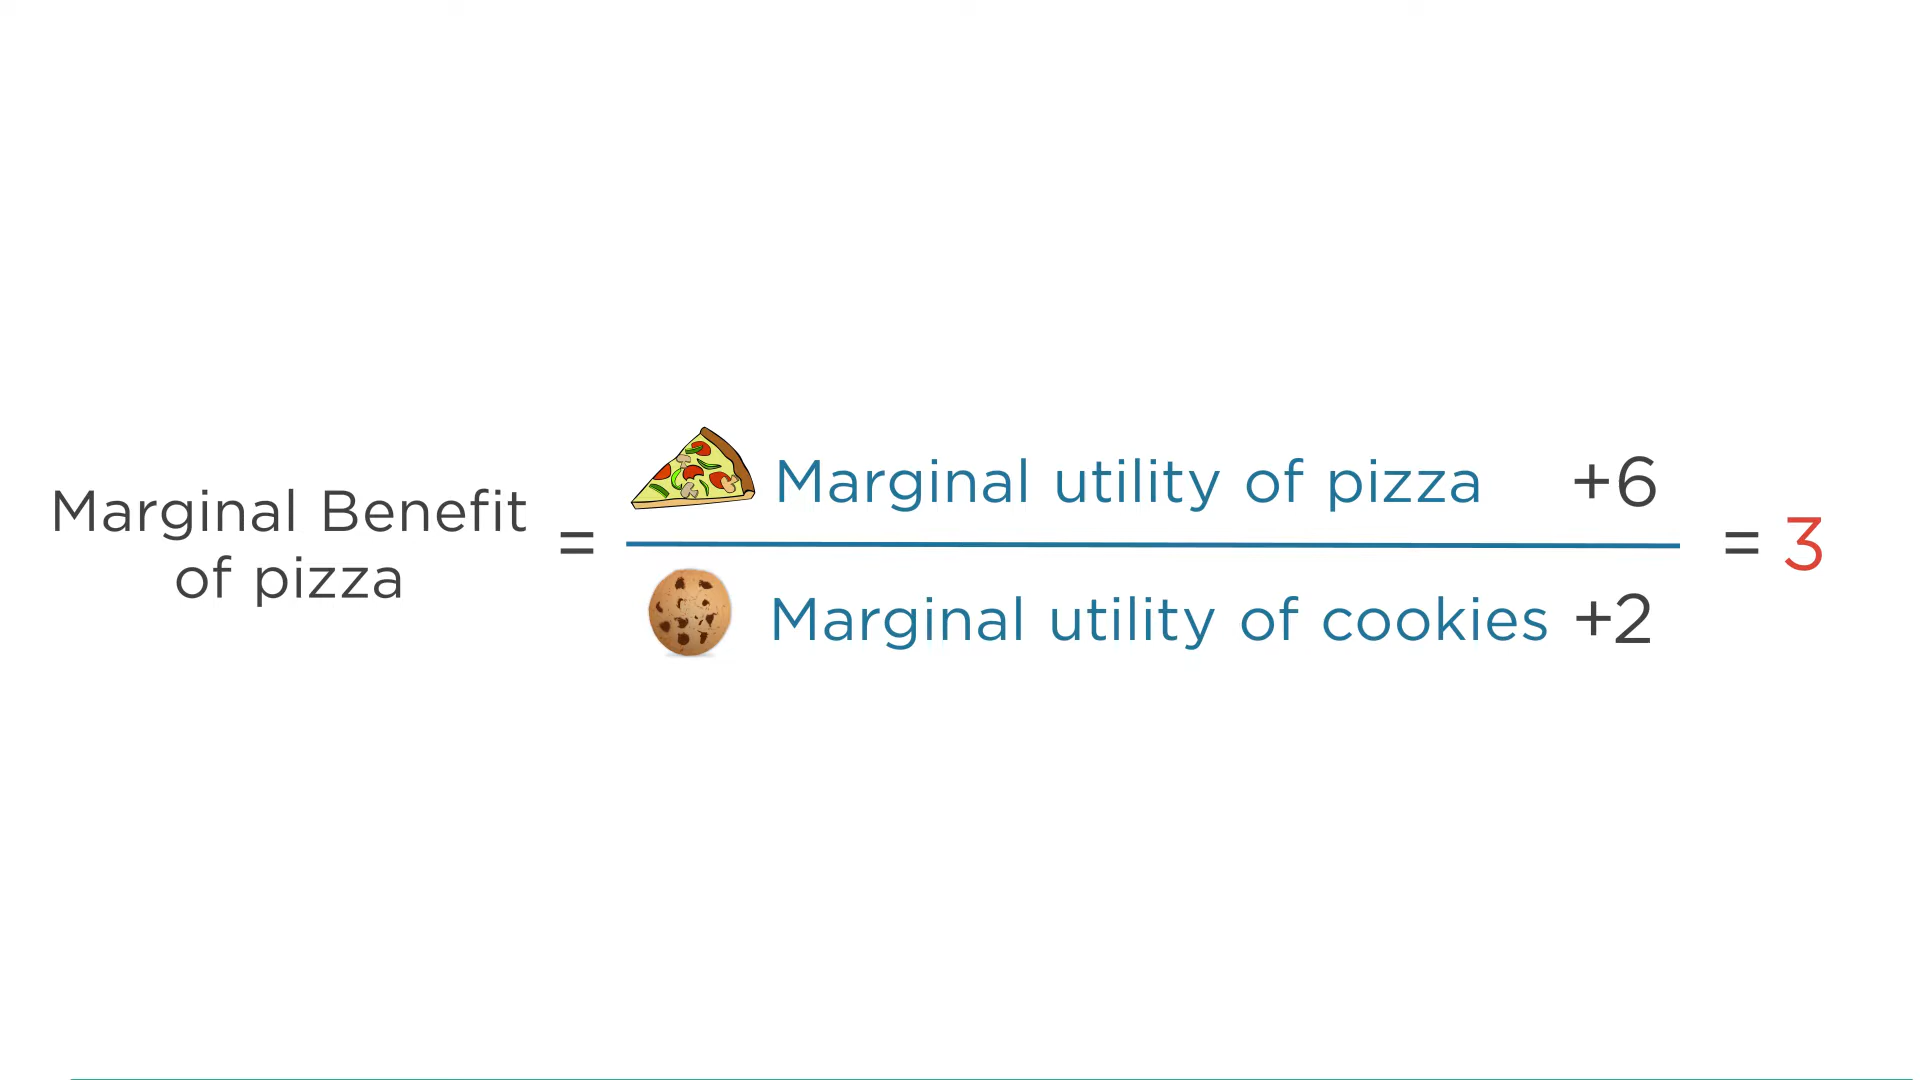 Marginal Benefit
of pizza
=
Marginal utility of pizza +6
Marginal utility of cookies +2
= 3